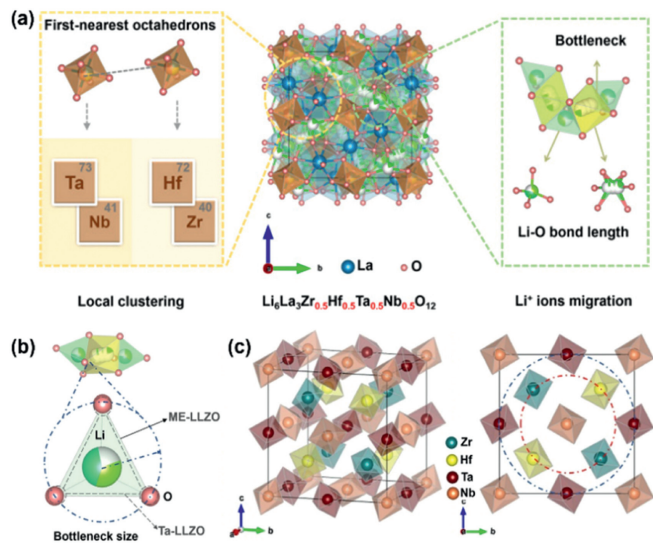 (a)
First-nearest octahedrons
73
Ta
41
Nb
72
Hf
40
Zr
Local clustering
c
b
La
O
Li6La3Zr0.5Hf0.5Ta0.5Nb0.5O12
Bottleneck
Li-O bond length
Li+ ions migration
(b)
ME-LLZO
Li
O
Ta-LLZO
Bottleneck size
(c)
c
a
b
Zr
Hf
Ta
Nb
c
b